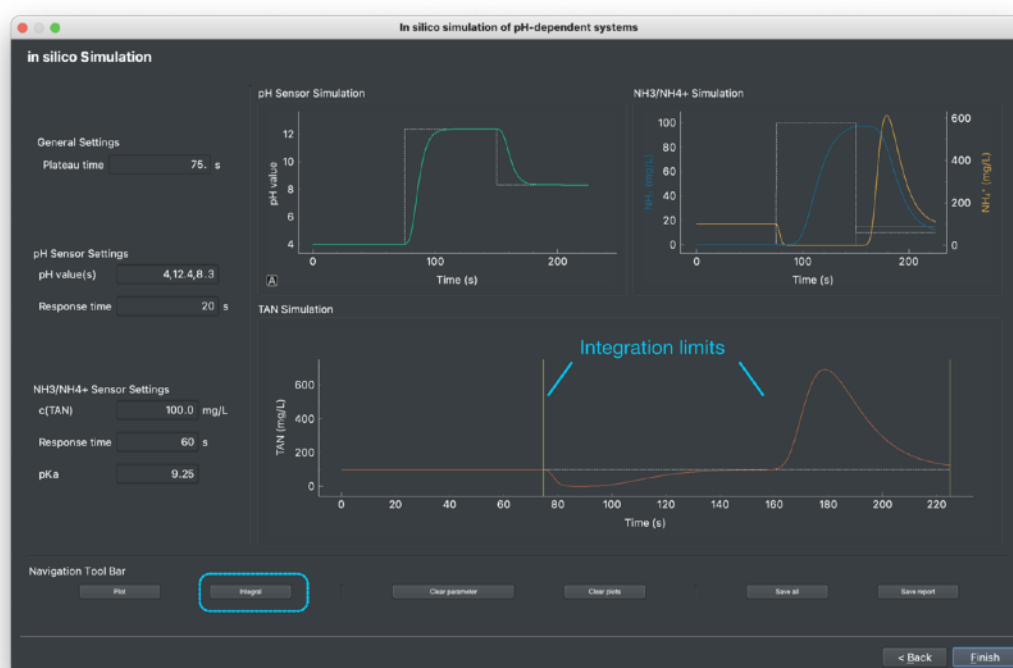 In silico simulation of pH-dependent systems
in silico Simulation
General Settings
Plateau time 75. s
pH Sensor Settings
pH value(s) 4,12.4,8.3
Response time 20 s
NH3/NH4+ Sensor Settings
c(TAN) 100.0 mg/L
Response time 60 s
pKa 9.25
pH Sensor Simulation
pH value
12
10
8
6
4
0 100 200
Time (s)
A
NH3/NH4+ Simulation
NH₃ (mg/L)
100
80
60
40
20
0
0 100 200
Time (s)
600
400
200
0
NH₄⁺ (mg/L)
TAN Simulation
Integration limits
TAN (mg/L)
600
400
200
0
0 20 40 60 80 100 120 140 160 180 200 220
Time (s)
Navigation Tool Bar
Plot Integral Clear parameter Clear plots Save all Save report
< Back Finish